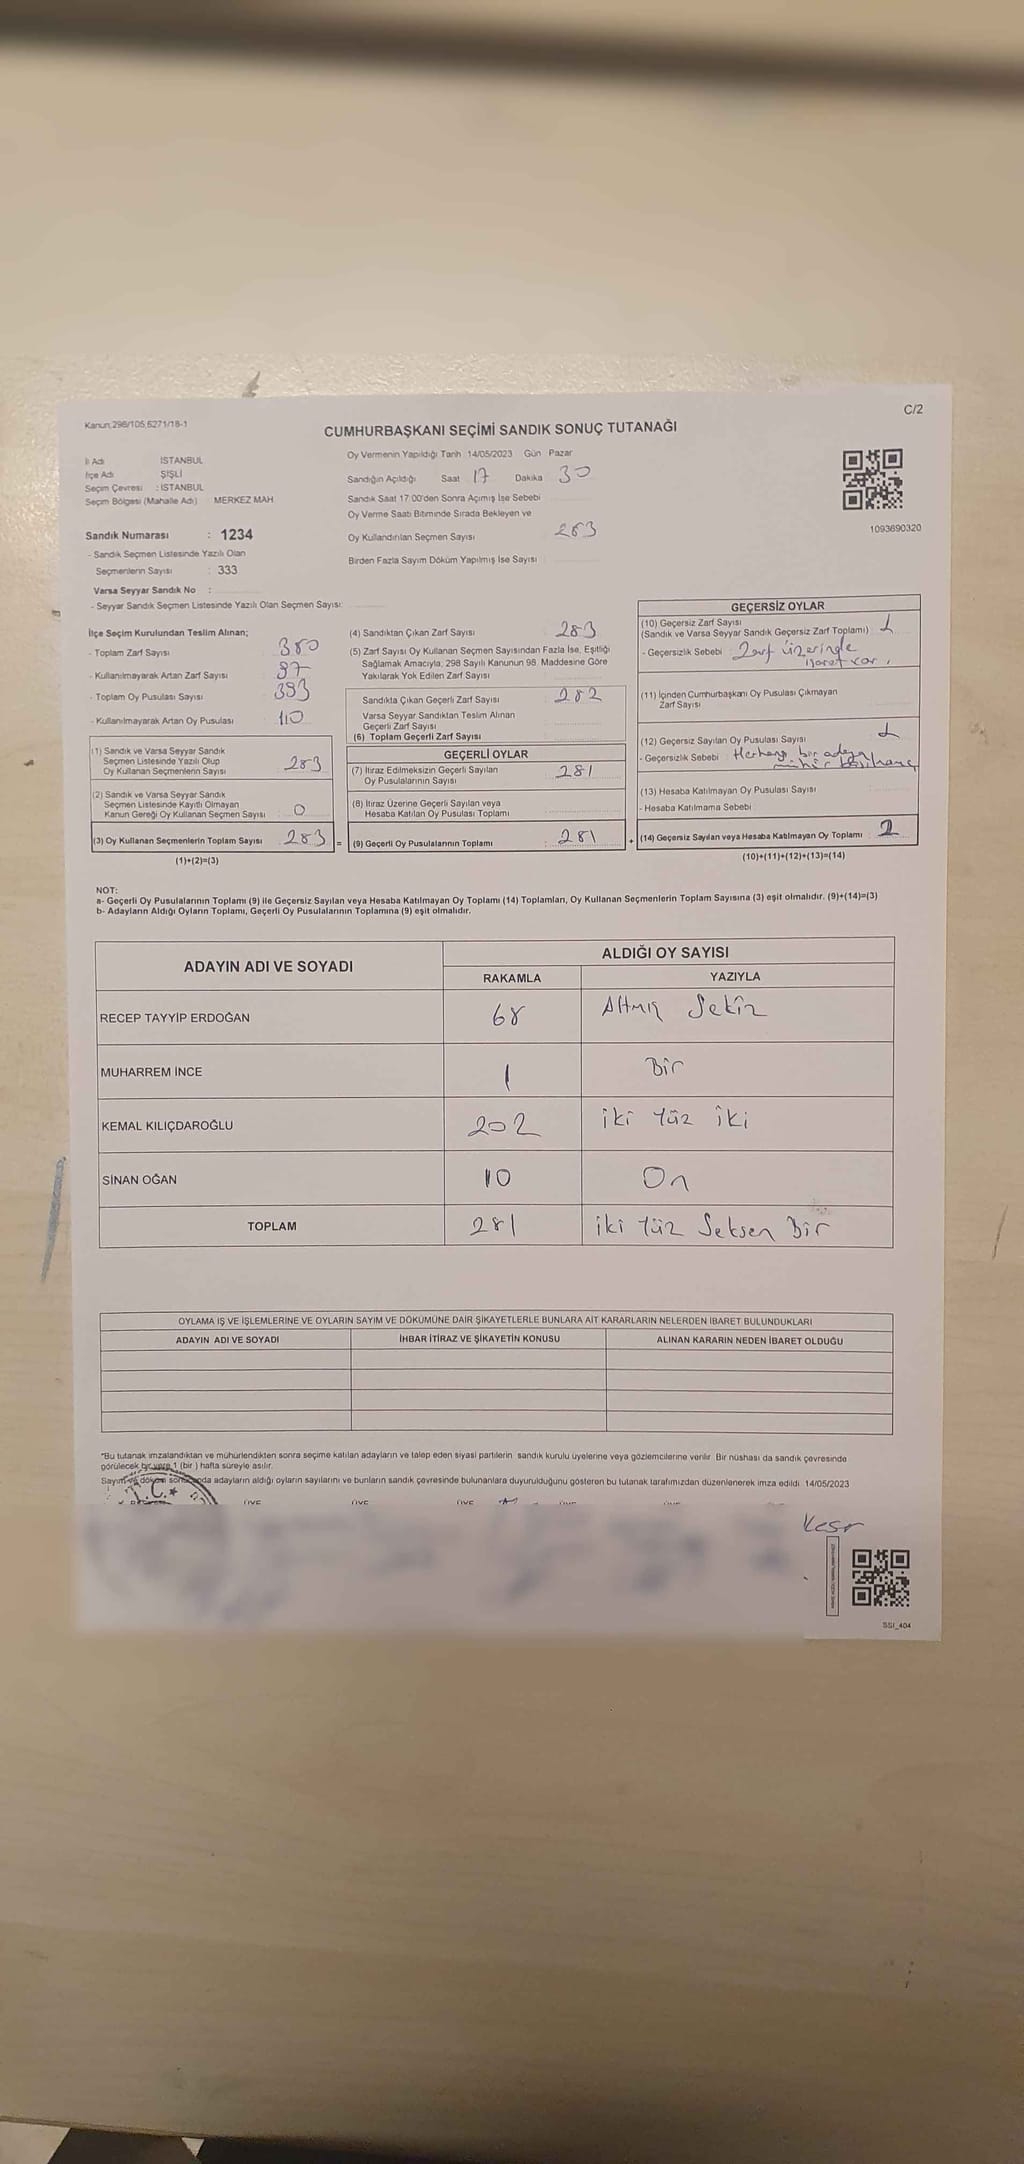 C/2
Kanun;298/105,6271/18-1
CUMHURBAŞKANI SEÇİMİ SANDIK SONUÇ TUTANAĞI
İl Adı : İSTANBUL
İlçe Adı : ŞİŞLİ
Seçim Çevresi : İSTANBUL
Seçim Bölgesi (Mahalle Adı) : MERKEZ MAH.
Sandık Numarası : 1234
- Sandık Seçmen Listesinde Yazılı Olan
Seçmenlerin Sayısı : 333
Varsa Seyyar Sandık No :
- Seyyar Sandık Seçmen Listesinde Yazılı Olan Seçmen Sayısı:
Oy Vermenin Yapıldığı Tarih 14/05/2023 Gün Pazar
Sandığın Açıldığı Saat 17 Dakika 30
Sandık Saat 17:00'den Sonra Açımış İse Sebebi
Oy Verme Saati Bitiminde Sırada Bekleyen ve
Oy Kullandırılan Seçmen Sayısı 283
Birden Fazla Sayım Döküm Yapılmış İse Sayısı
1093690320
İlçe Seçim Kurulundan Teslim Alınan;
- Toplam Zarf Sayısı 380
- Kullanılmayarak Artan Zarf Sayısı 97
- Toplam Oy Pusulası Sayısı 393
- Kullanılmayarak Artan Oy Pusulası 110
(1) Sandık ve Varsa Seyyar Sandık
Seçmen Listesinde Yazılı Olup
Oy Kullanan Seçmenlerin Sayısı 283
(2) Sandık ve Varsa Seyyar Sandık
Seçmen Listesinde Kayıtlı Olmayan
Kanun Gereği Oy Kullanan Seçmen Sayısı 0
(3) Oy Kullanan Seçmenlerin Toplam Sayısı 283 =
(1)+(2)=(3)
(4) Sandıktan Çıkan Zarf Sayısı 283
(5) Zarf Sayısı Oy Kullanan Seçmen Sayısından Fazla İse, Eşitliği
Sağlamak Amacıyla, 298 Sayılı Kanunun 98. Maddesine Göre
Yakılarak Yok Edilen Zarf Sayısı
Sandıkta Çıkan Geçerli Zarf Sayısı 282
Varsa Seyyar Sandıktan Teslim Alınan
Geçerli Zarf Sayısı
(6) Toplam Geçerli Zarf Sayısı
GEÇERLİ OYLAR
(7) İtiraz Edilmeksizin Geçerli Sayılan
Oy Pusulalarının Sayısı 281
(8) İtiraz Üzerine Geçerli Sayılan veya
Hesaba Katılan Oy Pusulası Toplamı
(9) Geçerli Oy Pusulalarının Toplamı : 281 +
GEÇERSİZ OYLAR
(10) Geçersiz Zarf Sayısı
(Sandık ve Varsa Seyyar Sandık Geçersiz Zarf Toplamı) 1
- Geçersizlik Sebebi : Zarf üzerinde
işaret var.
(11) İçinden Cumhurbaşkanı Oy Pusulası Çıkmayan
Zarf Sayısı
(12) Geçersiz Sayılan Oy Pusulası Sayısı 1
- Geçersizlik Sebebi : Herhangi bir adaya
mühür
(13) Hesaba Katılmayan Oy Pusulası Sayısı
- Hesaba Katılmama Sebebi
(14) Geçersiz Sayılan veya Hesaba Katılmayan Oy Toplamı : 2
(10)+(11)+(12)+(13)=(14)
NOT:
a- Geçerli Oy Pusulalarının Toplamı (9) ile Geçersiz Sayılan veya Hesaba Katılmayan Oy Toplamı (14) Toplamları, Oy Kullanan Seçmenlerin Toplam Sayısına (3) eşit olmalıdır. (9)+(14)=(3)
b- Adayların Aldığı Oyların Toplamı, Geçerli Oy Pusulalarının Toplamına (9) eşit olmalıdır.
ADAYIN ADI VE SOYADI
ALDIĞI OY SAYISI
RAKAMLA YAZIYLA
RECEP TAYYİP ERDOĞAN 68 Altmış Sekiz
MUHARREM İNCE 1 Bir
KEMAL KILIÇDAROĞLU 202 iki Yüz iki
SİNAN OĞAN 10 On
TOPLAM 281 iki Yüz Seksen Bir
OYLAMA İŞ VE İŞLEMLERİNE VE OYLARIN SAYIM VE DÖKÜMÜNE DAİR ŞİKAYETLERLE BUNLARA AİT KARARLARIN NELERDEN İBARET BULUNDUKLARI
ADAYIN ADI VE SOYADI İHBAR İTİRAZ VE ŞİKAYETİN KONUSU ALINAN KARARIN NEDEN İBARET OLDUĞU
*Bu tutanak imzalandıktan ve mühürlendikten sonra seçime katılan adayların ve talep eden siyasi partilerin sandık kurulu üyelerine veya gözlemcilerine verilir. Bir nüshası da sandık çevresinde
görülecek bir yere 1 (bir ) hafta süreyle asılır.
Sayım ve döküm sonucunda adayların aldığı oyların sayılarını ve bunların sandık çevresinde bulunanlara duyurulduğunu gösteren bu tutanak tarafımızdan düzenlenerek imza edildi. 14/05/2023
T.C.
SSI_404